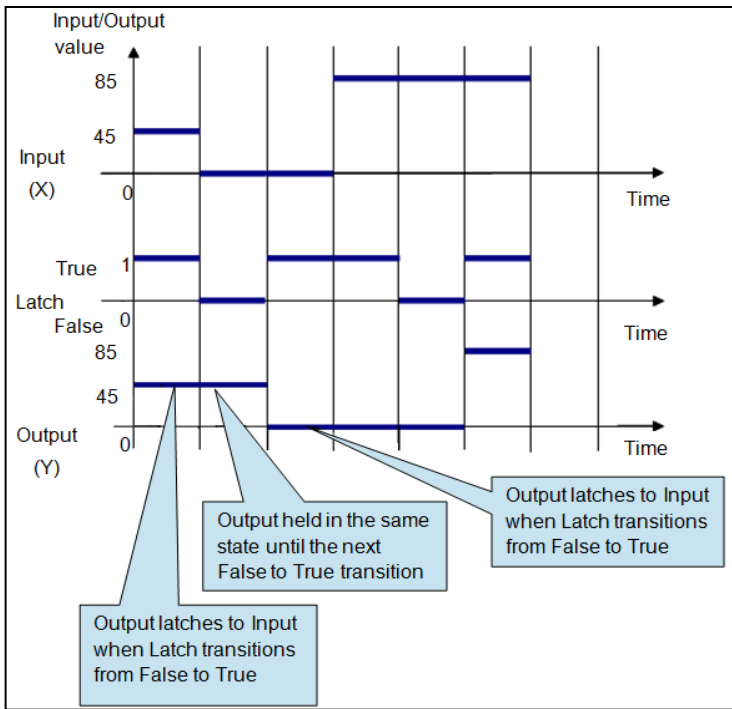 Input/Output
value
85
45
Input
(X)
0
Time
True
1
Latch
False
0
Time
85
45
Output
(Y)
0
Time
Output held in the same
state until the next
False to True transition
Output latches to Input
when Latch transitions
from False to True
Output latches to Input
when Latch transitions
from False to True